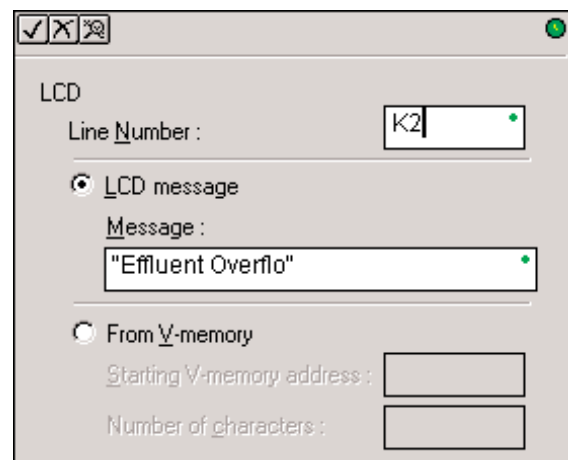 LCD
Line Number :
K2
LCD message
Message :
"Effluent Overflo"
From V-memory
Starting V-memory address :
Number of characters :